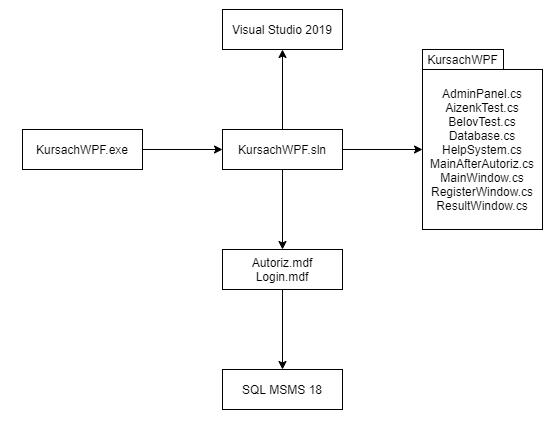 Visual Studio 2019
KursachWPF
AdminPanel.cs
AizenkTest.cs
BelovTest.cs
Database.cs
HelpSystem.cs
MainAfterAutoriz.cs
MainWindow.cs
RegisterWindow.cs
ResultWindow.cs
KursachWPF.exe
KursachWPF.sln
Autoriz.mdf
Login.mdf
SQL MSMS 18